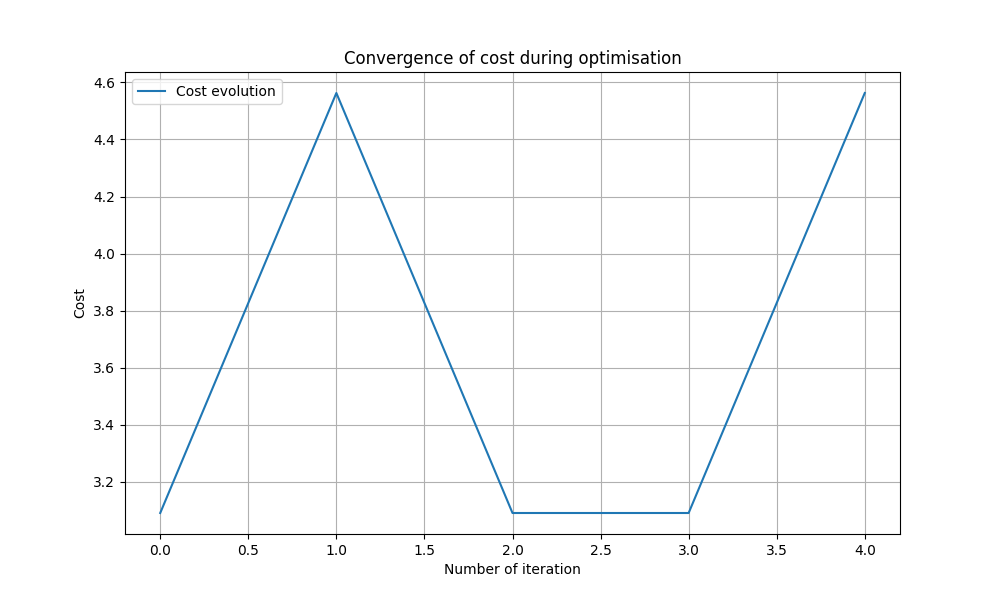 Convergence of cost during optimisation
Cost evolution
Cost
4.6
4.4
4.2
4.0
3.8
3.6
3.4
3.2
0.0 0.5 1.0 1.5 2.0 2.5 3.0 3.5 4.0
Number of iteration